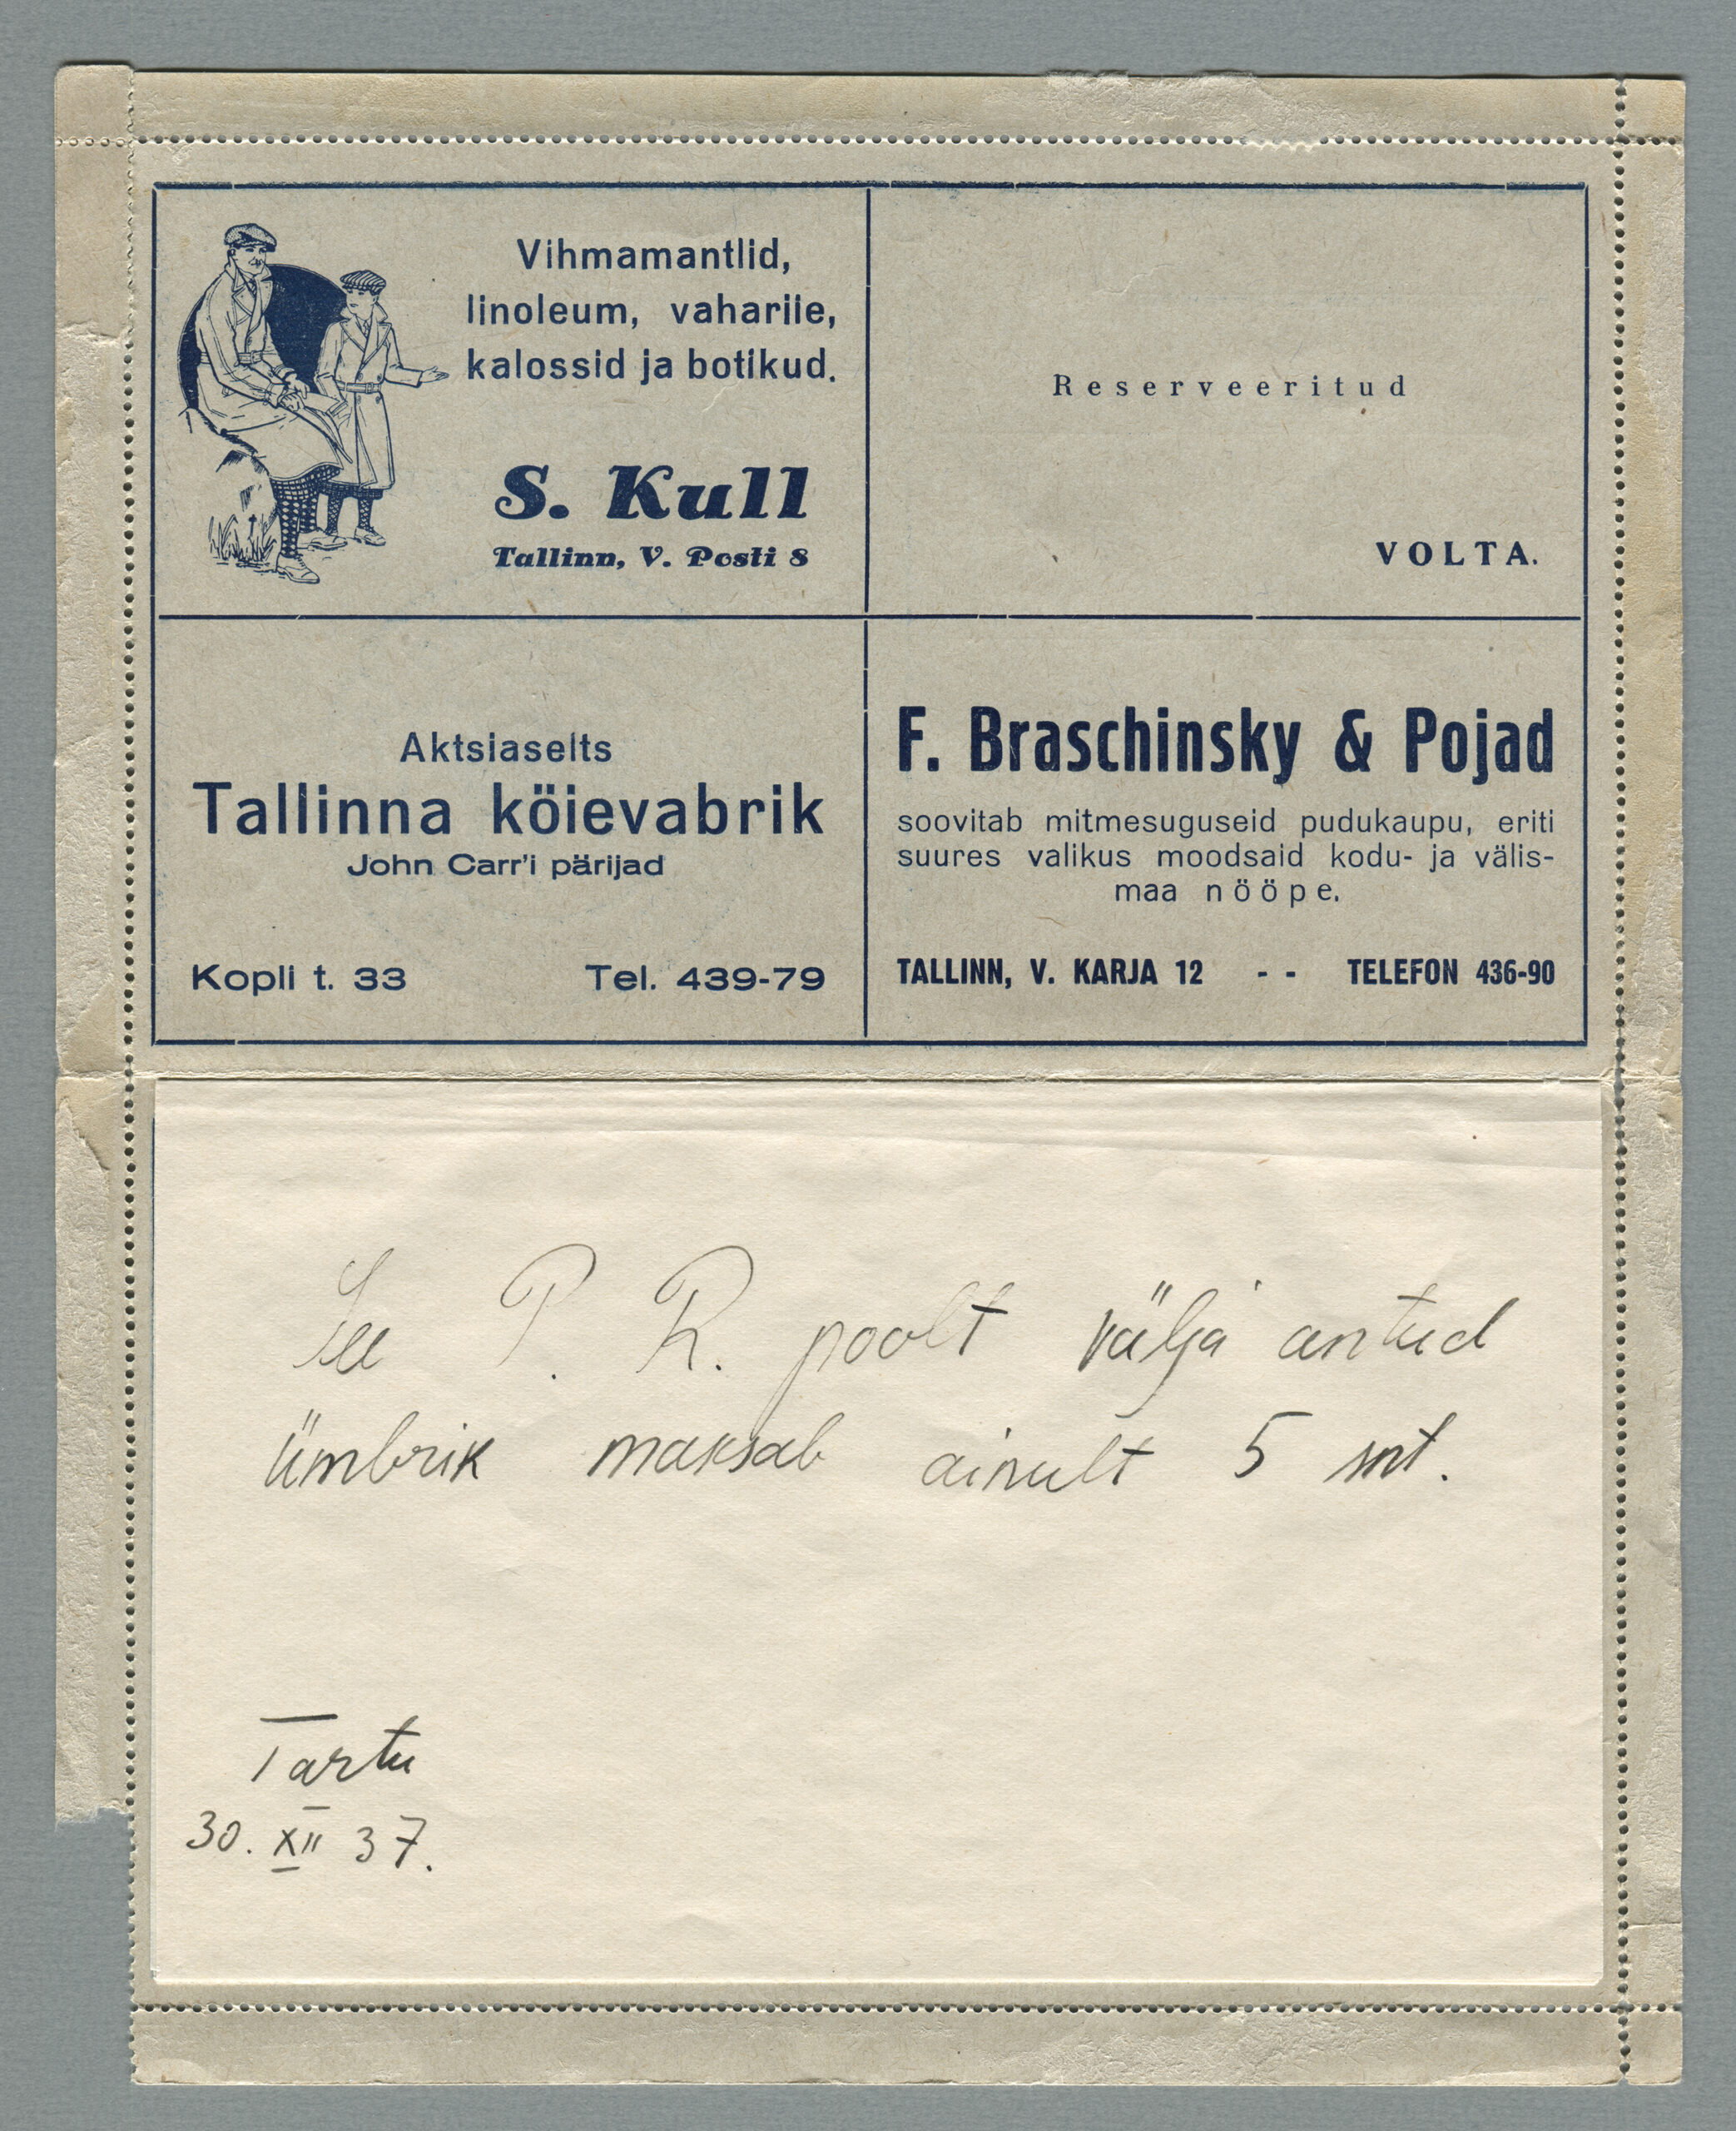 Vihmamantlid,
linoleum, vahariie,
kalossid ja botikud.
S. Kull
Tallinn, V. Posti 8
Reserveeritud
VOLTA.
Aktsiaselts
Tallinna köievabrik
John Carr'i pärijad
Kopli t. 33 Tel. 439-79
F. Braschinsky & Pojad
soovitab mitmesuguseid pudukaupu, eriti
suures valikus moodsaid kodu- ja välis-
maa nööpe.
TALLINN, V. KARJA 12 - - TELEFON 436-90
See P. R. poolt välja antud
ümbrik maksab ainult 5 snt.
Tartu
30. XII 37.